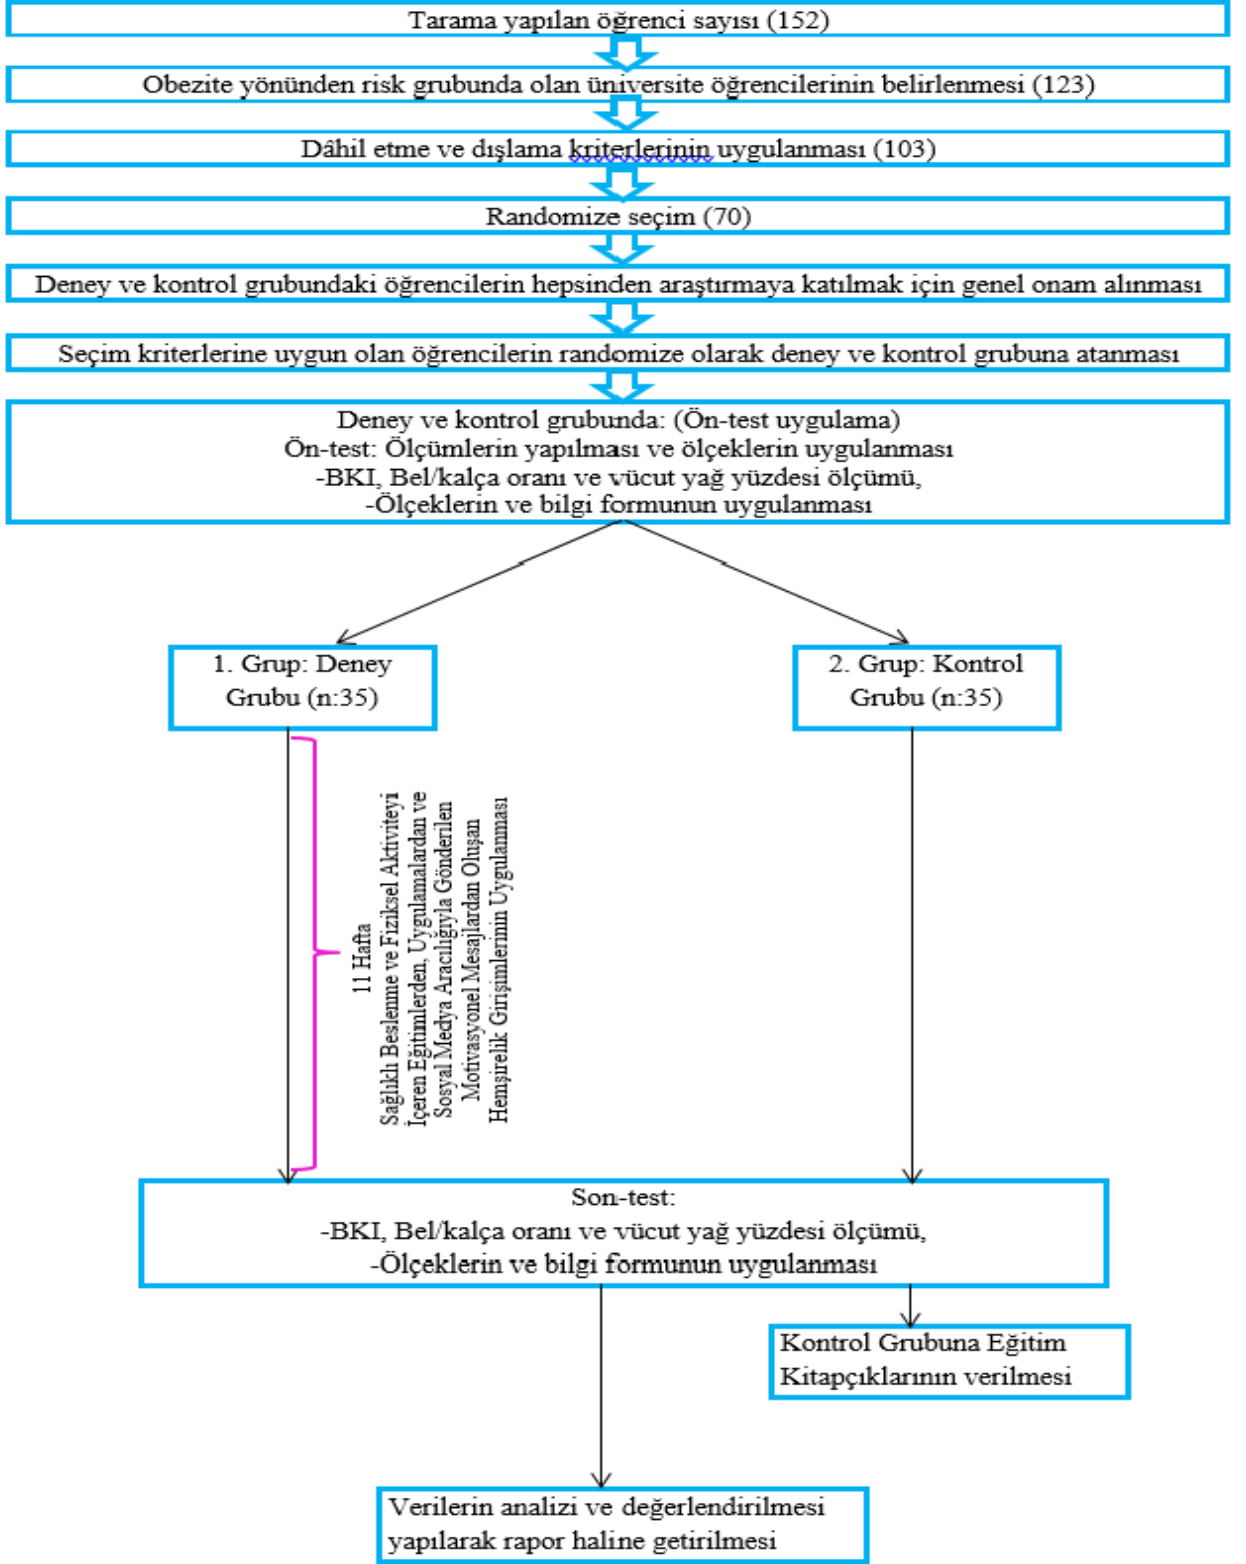 Tarama yapılan öğrenci sayısı (152)
Obezite yönünden risk grubunda olan üniversite öğrencilerinin belirlenmesi (123)
Dâhil etme ve dışlama kriterlerinin uygulanması (103)
Randomize seçim (70)
Deney ve kontrol grubundaki öğrencilerin hepsinden araştırmaya katılmak için genel onam alınması
Seçim kriterlerine uygun olan öğrencilerin randomize olarak deney ve kontrol grubuna atanması
Deney ve kontrol grubunda: (Ön-test uygulama)
Ön-test: Ölçümlerin yapılması ve ölçeklerin uygulanması
-BKI, Bel/kalça oranı ve vücut yağ yüzdesi ölçümü,
-Ölçeklerin ve bilgi formunun uygulanması
1. Grup: Deney
Grubu (n:35)
2. Grup: Kontrol
Grubu (n:35)
11 Hafta
Sağlıklı Beslenme ve Fiziksel Aktiviteyi
İçeren Eğitimlerden, Uygulamalardan ve
Sosyal Medya Aracılığıyla Gönderilen
Motivasyonel Mesajlardan Oluşan
Hemşirelik Girişimlerinin Uygulanması
Son-test:
-BKI, Bel/kalça oranı ve vücut yağ yüzdesi ölçümü,
-Ölçeklerin ve bilgi formunun uygulanması
Kontrol Grubuna Eğitim
Kitapçıklarının verilmesi
Verilerin analizi ve değerlendirilmesi
yapılarak rapor haline getirilmesi